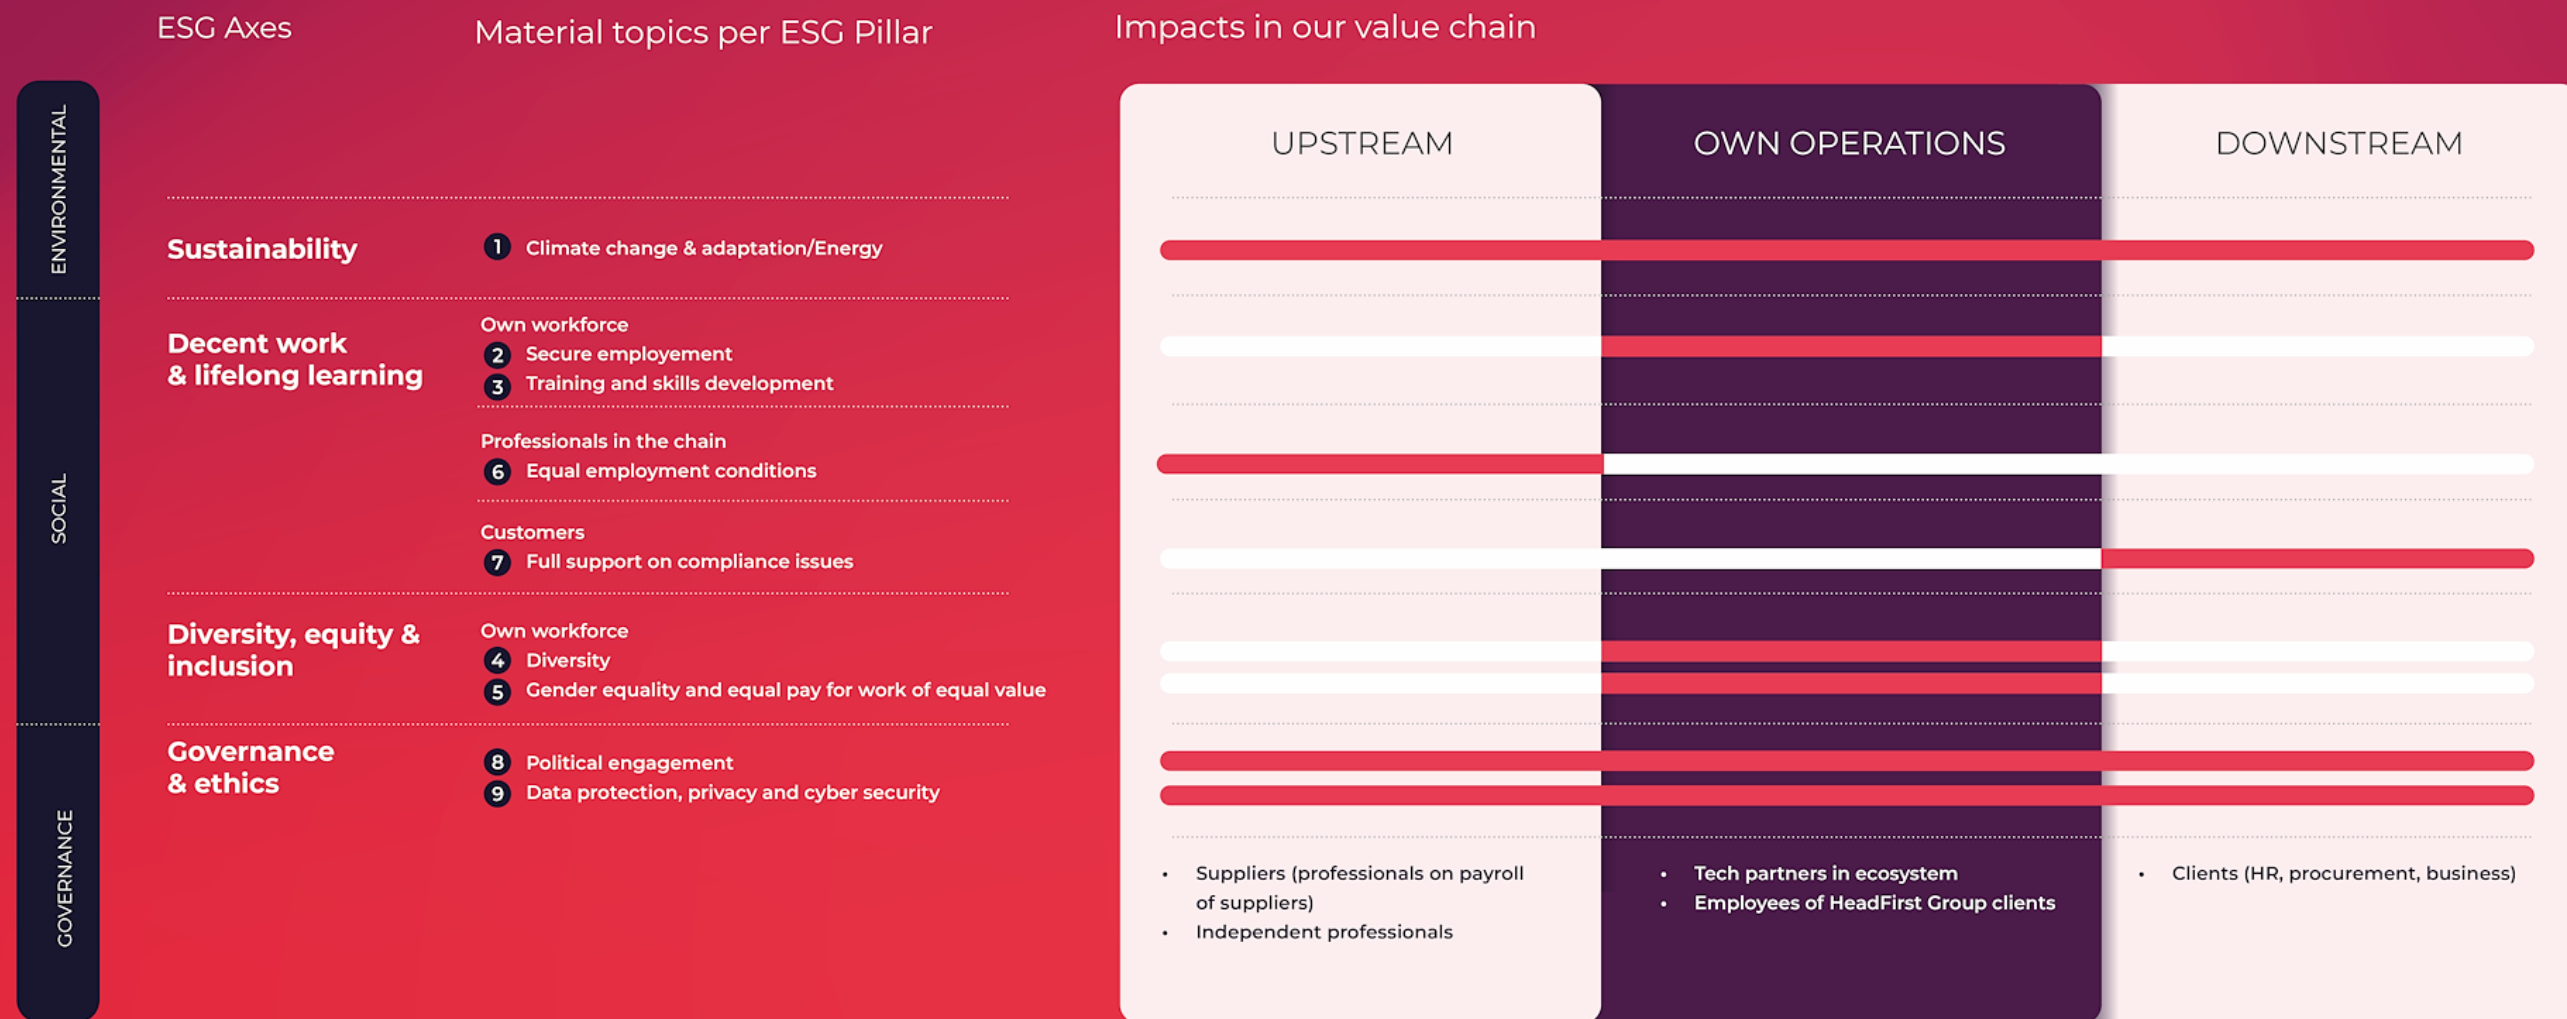 ESG Axes
Material topics per ESG Pillar
Impacts in our value chain
UPSTREAM
OWN OPERATIONS
DOWNSTREAM
ENVIRONMENTAL
Sustainability
1 Climate change & adaptation/Energy
SOCIAL
Decent work
& lifelong learning
Own workforce
2 Secure employement
3 Training and skills development
Professionals in the chain
6 Equal employment conditions
Customers
7 Full support on compliance issues
Diversity, equity &
inclusion
Own workforce
4 Diversity
5 Gender equality and equal pay for work of equal value
GOVERNANCE
Governance
& ethics
8 Political engagement
9 Data protection, privacy and cyber security
• Suppliers (professionals on payroll
of suppliers)
• Independent professionals
• Tech partners in ecosystem
• Employees of HeadFirst Group clients
• Clients (HR, procurement, business)